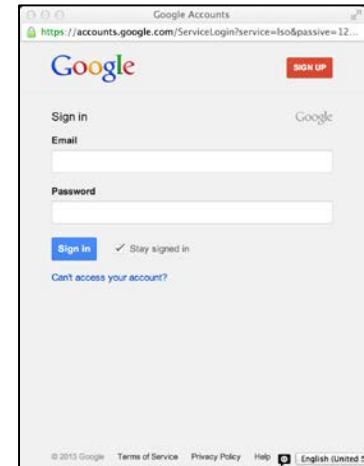 Google Accounts
https://accounts.google.com/ServiceLogin?service=lso&passive=12...
Google
SIGN UP
Sign in
Google
Email
Password
Sign in
Stay signed in
Can't access your account?
© 2013 Google Terms of Service Privacy Policy Help English (United S